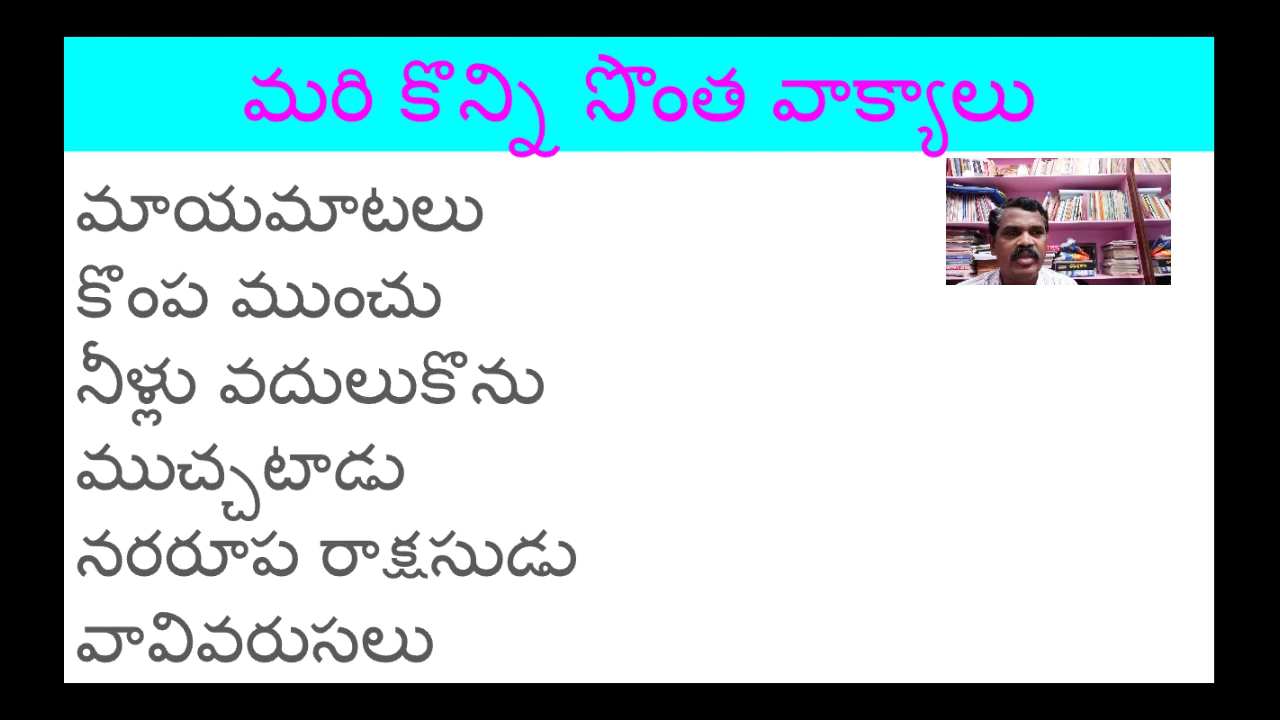 మరి కొన్ని సొంత వాక్యాలు
మాయమాటలు
కొంప ముంచు
నీళ్లు వదులుకొను
ముచ్చటాడు
నరరూప రాక్షసుడు
వావివరుసలు